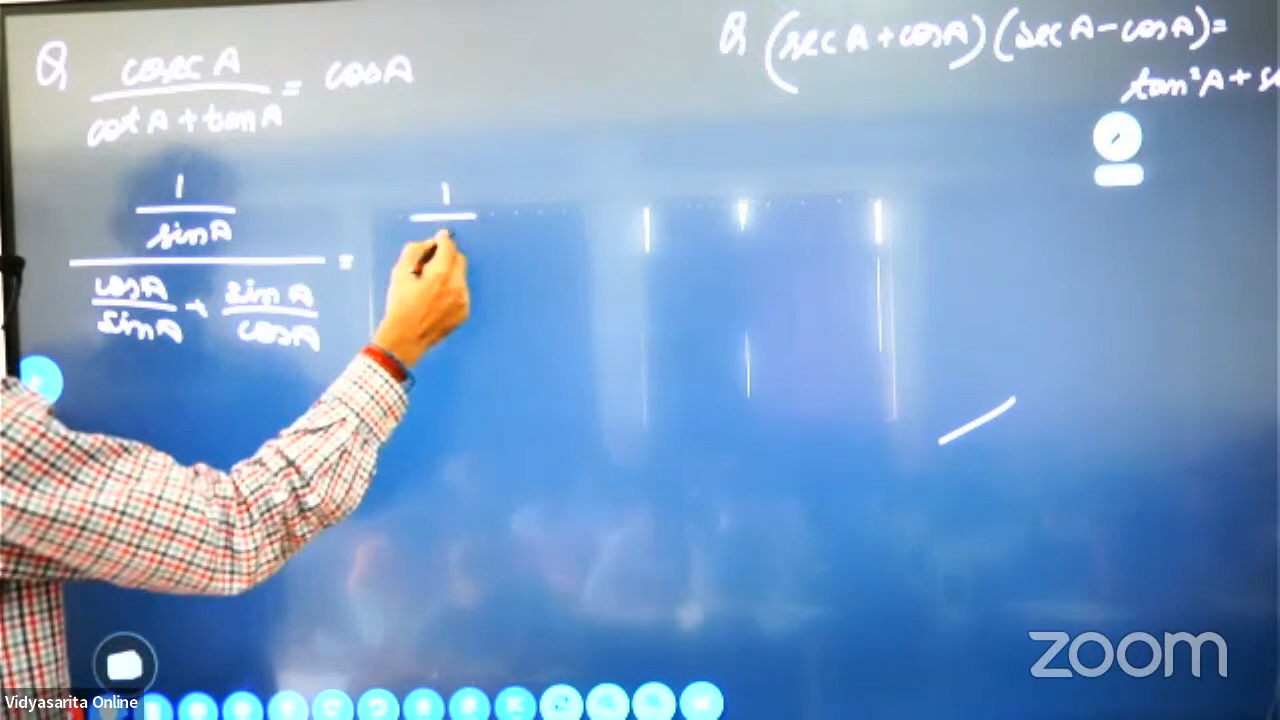 Q cosec A / cot A + tan A = cos A
1 / sin A / cos A / sin A + sin A / cos A = 1
Q (sec A + cos A) (sec A - cos A) =
tan²A +
zoom
Vidyasarita Online